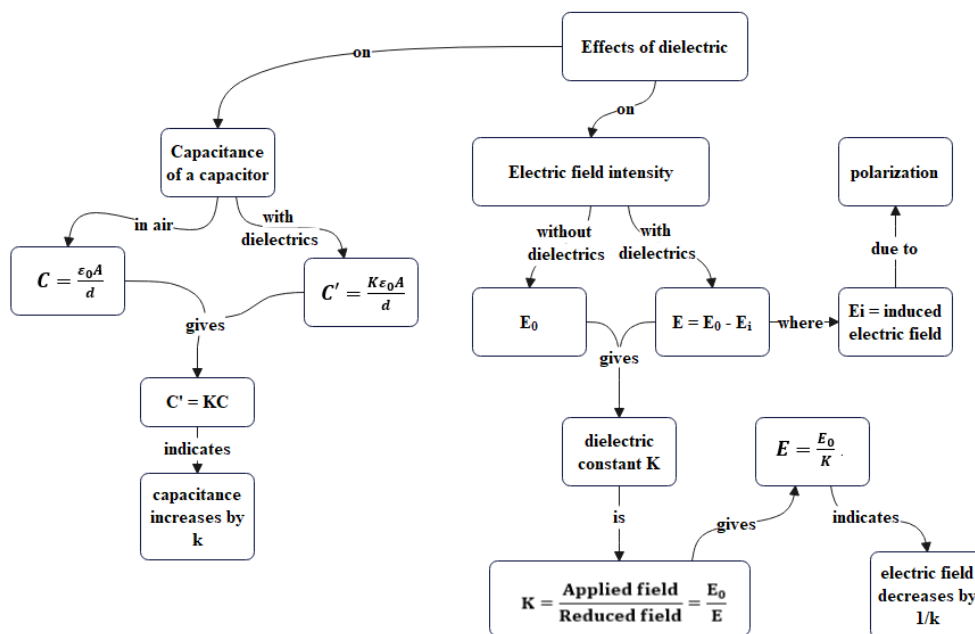 Effects of dielectric
on
on
Capacitance
of a capacitor
Electric field intensity
polarization
in air
with
dielectrics
without
dielectrics
with
dielectrics
due to
C = ε₀A/d
C′ = Kε₀A/d
gives
E₀
E = E₀ - Eᵢ
where
Ei = induced
electric field
gives
C' = KC
indicates
capacitance
increases by
k
dielectric
constant K
E = E₀/K .
is
gives
indicates
K = Applied field/Reduced field = E₀/E
electric field
decreases by
1/k